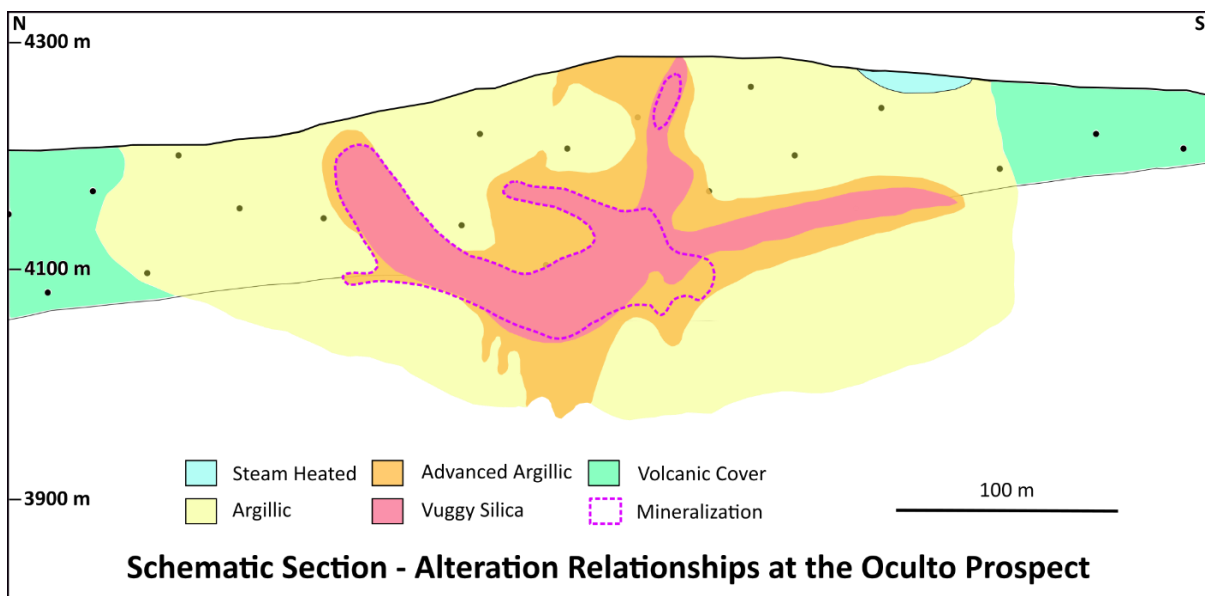 N
S
4300 m
4100 m
3900 m
Steam Heated
Advanced Argillic
Volcanic Cover
Argillic
Vuggy Silica
Mineralization
100 m
Schematic Section - Alteration Relationships at the Oculto Prospect